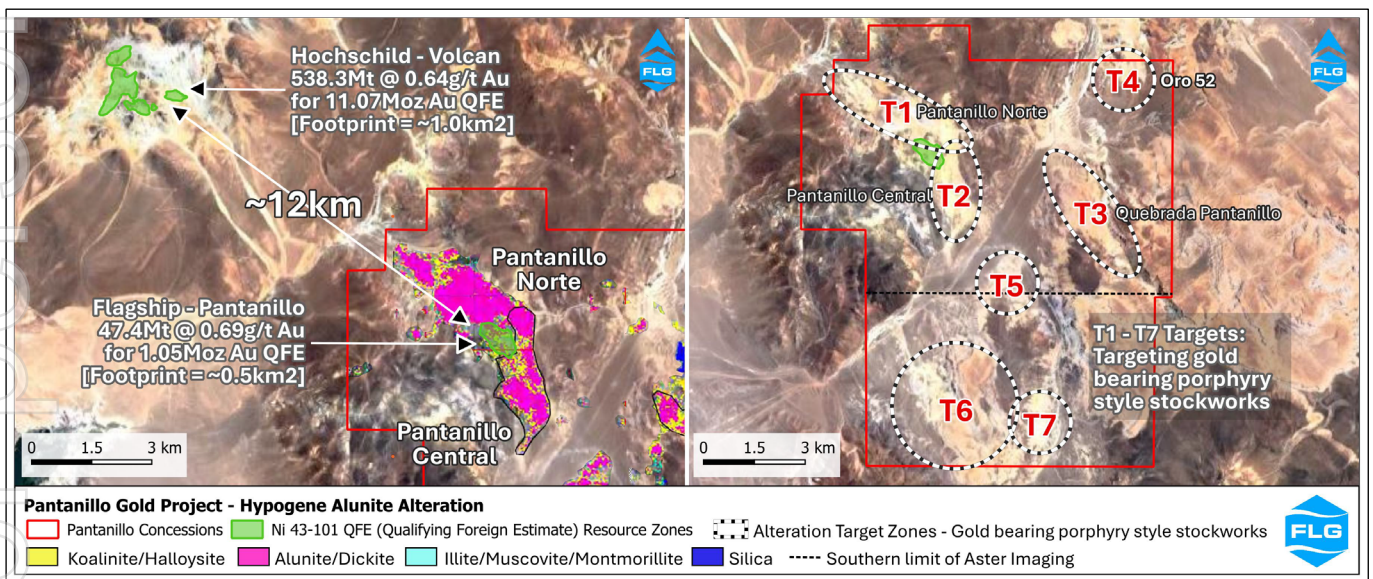 Hochschild - Volcan
538.3Mt @ 0.64g/t Au
for 11.07Moz Au QFE
[Footprint = ~1.0km2]
~12km
Pantanillo
Norte
Flagship - Pantanillo
47.4Mt @ 0.69g/t Au
for 1.05Moz Au QFE
[Footprint = ~0.5km2]
Pantanillo
Central
0 1.5 3 km
FLG
T1 Pantanillo Norte
T4 Oro 52
Pantanillo Central T2
T3 Quebrada Pantanillo
T5
T1 - T7 Targets:
Targeting gold
bearing porphyry
style stockworks
T6
T7
0 1.5 3 km
FLG
Pantanillo Gold Project - Hypogene Alunite Alteration
Pantanillo Concessions Ni 43-101 QFE (Qualifying Foreign Estimate) Resource Zones Alteration Target Zones - Gold bearing porphyry style stockworks
Koalinite/Halloysite Alunite/Dickite Illite/Muscovite/Montmorillite Silica Southern limit of Aster Imaging
FLG